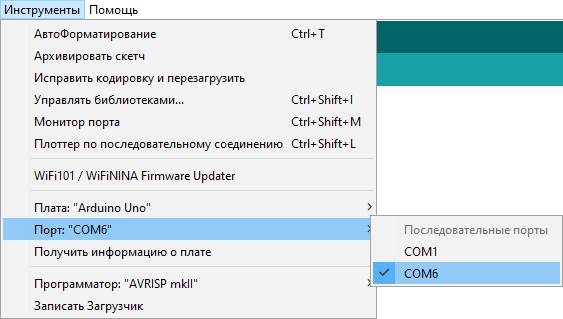 Инструменты Помощь
АвтоФорматирование Ctrl+T
Архивировать скетч
Исправить кодировку и перезагрузить
Управлять библиотеками... Ctrl+Shift+I
Монитор порта Ctrl+Shift+M
Плоттер по последовательному соединению Ctrl+Shift+L
WiFi101 / WiFiNINA Firmware Updater
Плата: "Arduino Uno"
Порт: "COM6"
Последовательные порты
COM1
COM6
Получить информацию о плате
Программатор: "AVRISP mkII"
Записать Загрузчик